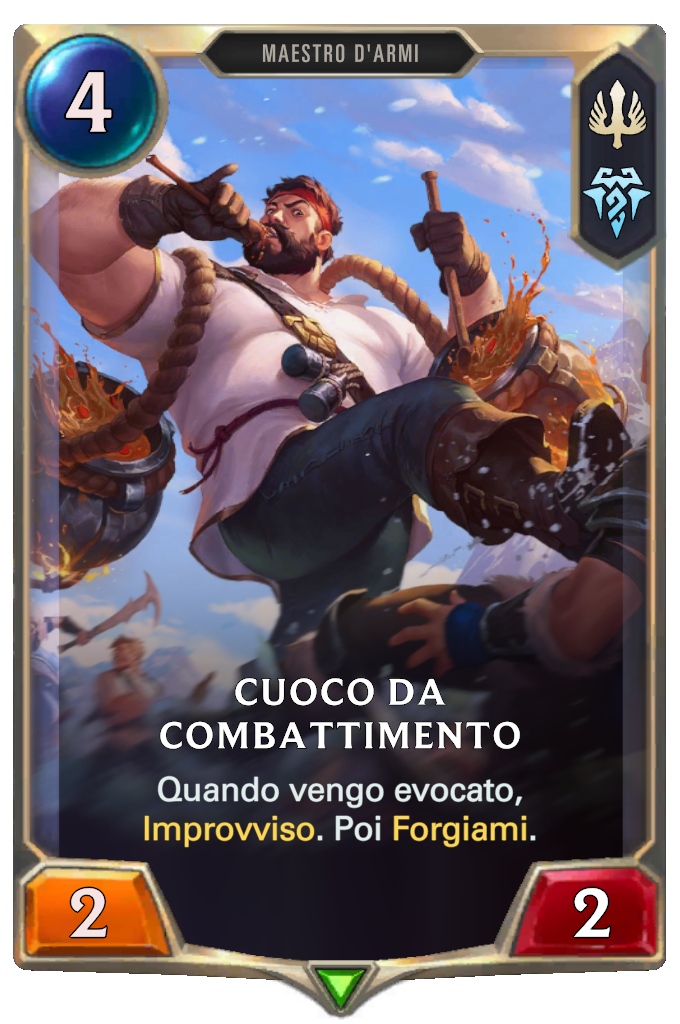 MAESTRO D'ARMI
4
CUOCO DA
COMBATTIMENTO
Quando vengo evocato,
Improvviso. Poi Forgiami.
2
2